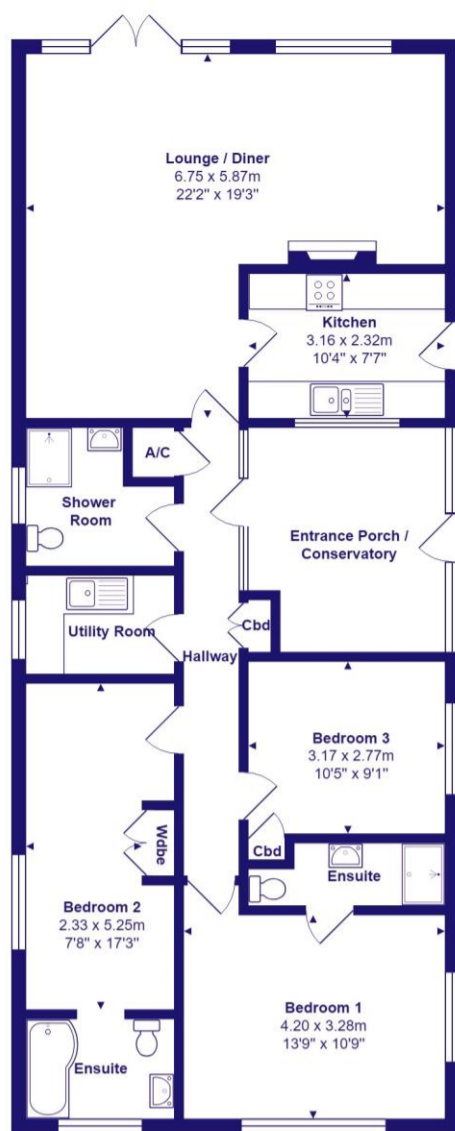 Lounge / Diner
6.75 x 5.87m
22'2" x 19'3"
Kitchen
3.16 x 2.32m
10'4" x 7'7"
A/C
Shower
Room
Entrance Porch /
Conservatory
Utility Room
Cbd
Hallway
Bedroom 3
3.17 x 2.77m
10'5" x 9'1"
Wdbe
Cbd
Ensuite
Bedroom 2
2.33 x 5.25m
7'8" x 17'3"
Bedroom 1
4.20 x 3.28m
13'9" x 10'9"
Ensuite